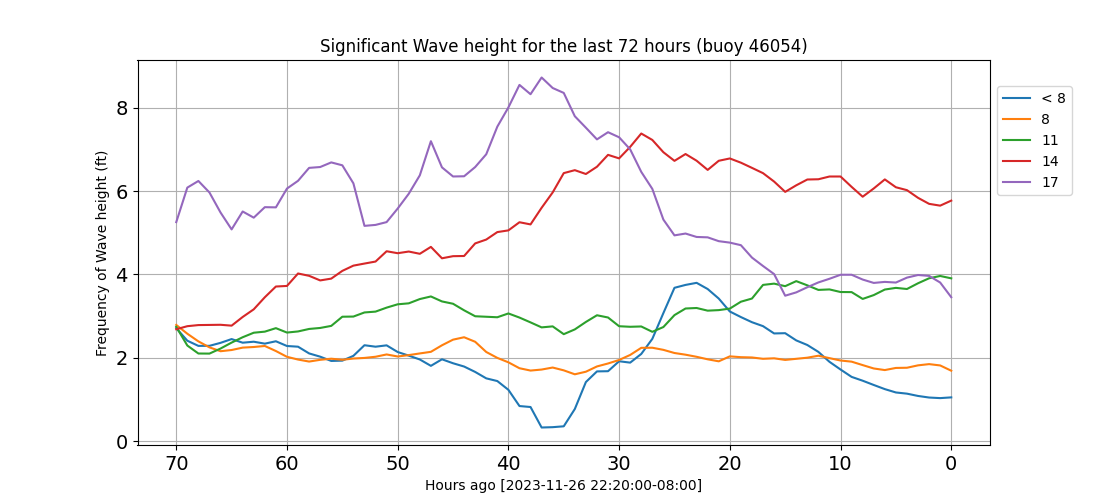 Significant Wave height for the last 72 hours (buoy 46054)
Frequency of Wave height (ft)
8
6
4
2
0
70 60 50 40 30 20 10 0
Hours ago [2023-11-26 22:20:00-08:00]
< 8
8
11
14
17